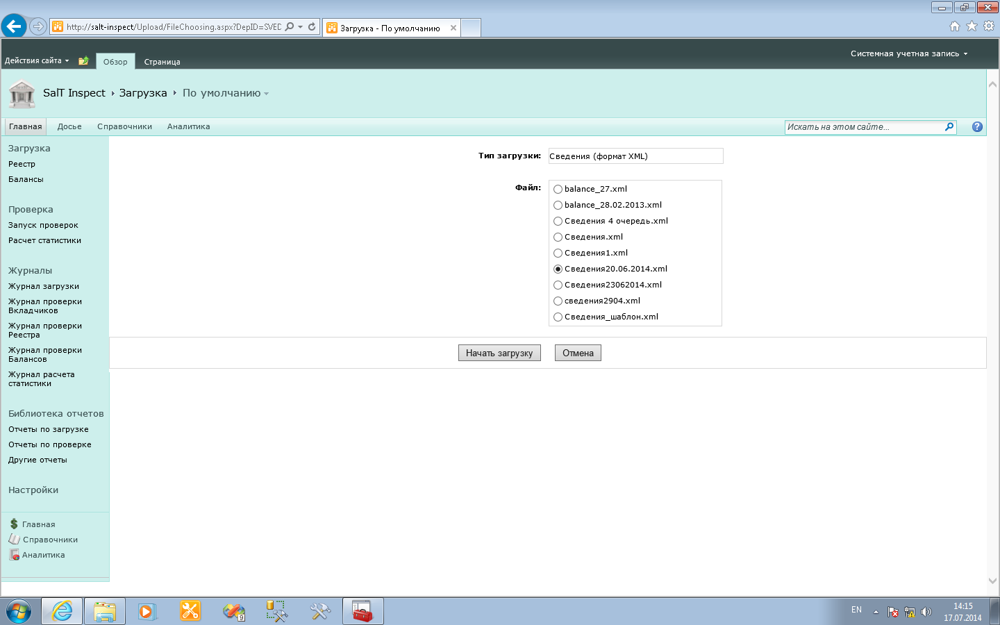 http://salt-inspect/Upload/FileChoosing.aspx?DepID=SVED
Загрузка - По умолчанию
Действия сайта
Обзор
Страница
Системная учетная запись
SalT Inspect
Загрузка
По умолчанию
Главная
Досье
Справочники
Аналитика
Искать на этом сайте...
Загрузка
Реестр
Балансы
Проверка
Запуск проверок
Расчет статистики
Журналы
Журнал загрузки
Журнал проверки
Вкладчиков
Журнал проверки
Реестра
Журнал проверки
Балансов
Журнал расчета
статистики
Библиотека отчетов
Отчеты по загрузке
Отчеты по проверке
Другие отчеты
Настройки
Главная
Справочники
Аналитика
Тип загрузки:
Сведения (формат XML)
Файл:
balance_27.xml
balance_28.02.2013.xml
Сведения 4 очередь.xml
Сведения.xml
Сведения1.xml
Сведения20.06.2014.xml
Сведения23062014.xml
сведения2904.xml
Сведения_шаблон.xml
Начать загрузку
Отмена
9
EN
14:15
17.07.2014